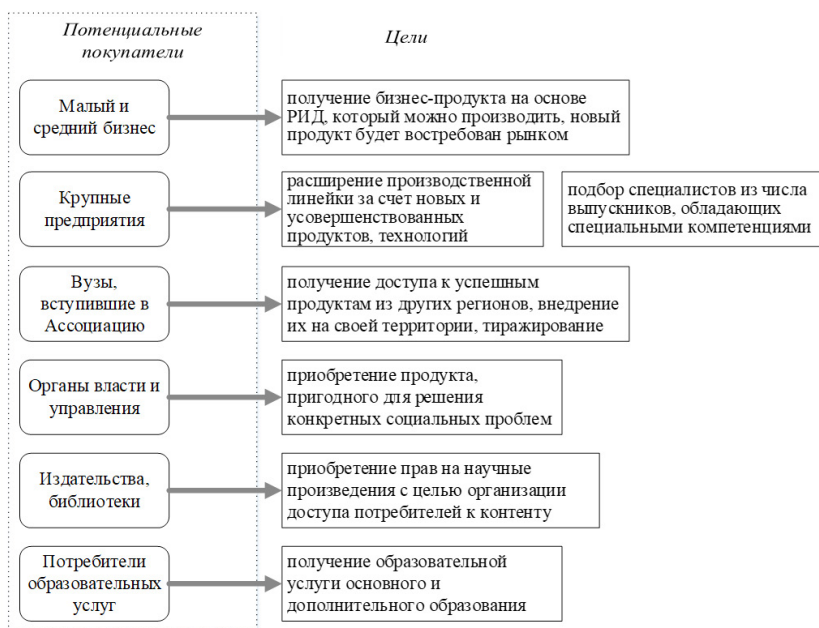 Потенциальные
покупатели
Цели
Малый и
средний бизнес
получение бизнес-продукта на основе
РИД, который можно производить, новый
продукт будет востребован рынком
Крупные
предприятия
расширение производственной
линейки за счет новых и
усовершенствованных
продуктов, технологий
подбор специалистов из числа
выпускников, обладающих
специальными компетенциями
Вузы,
вступившие в
Ассоциацию
получение доступа к успешным
продуктам из других регионов, внедрение
их на своей территории, тиражирование
Органы власти и
управления
приобретение продукта,
пригодного для решения
конкретных социальных проблем
Издательства,
библиотеки
приобретение прав на научные
произведения с целью организации
доступа потребителей к контенту
Потребители
образовательных
услуг
получение образовательной
услуги основного и
дополнительного образования